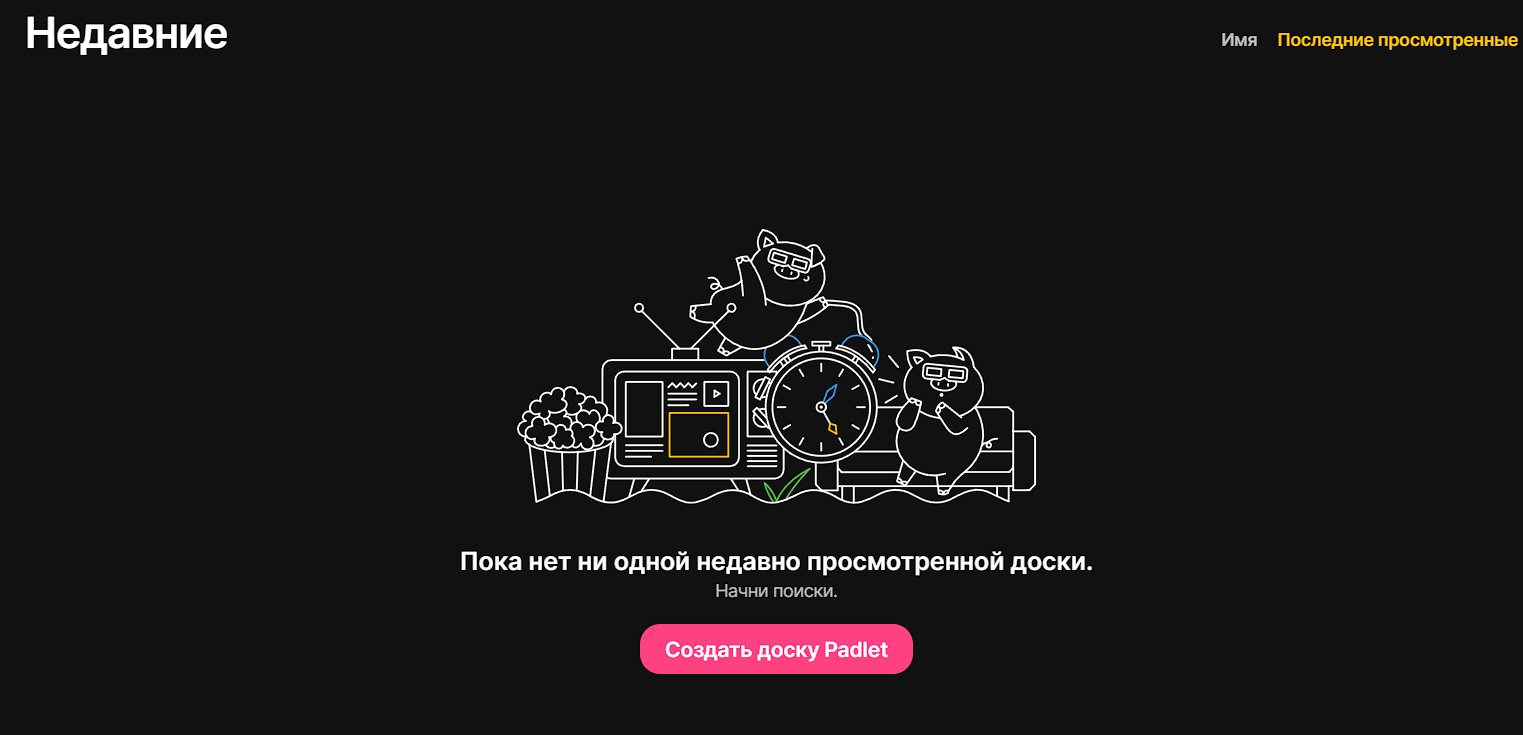 Недавние
Имя
Последние просмотренные
Пока нет ни одной недавно просмотренной доски.
Начни поиски.
Создать доску Padlet